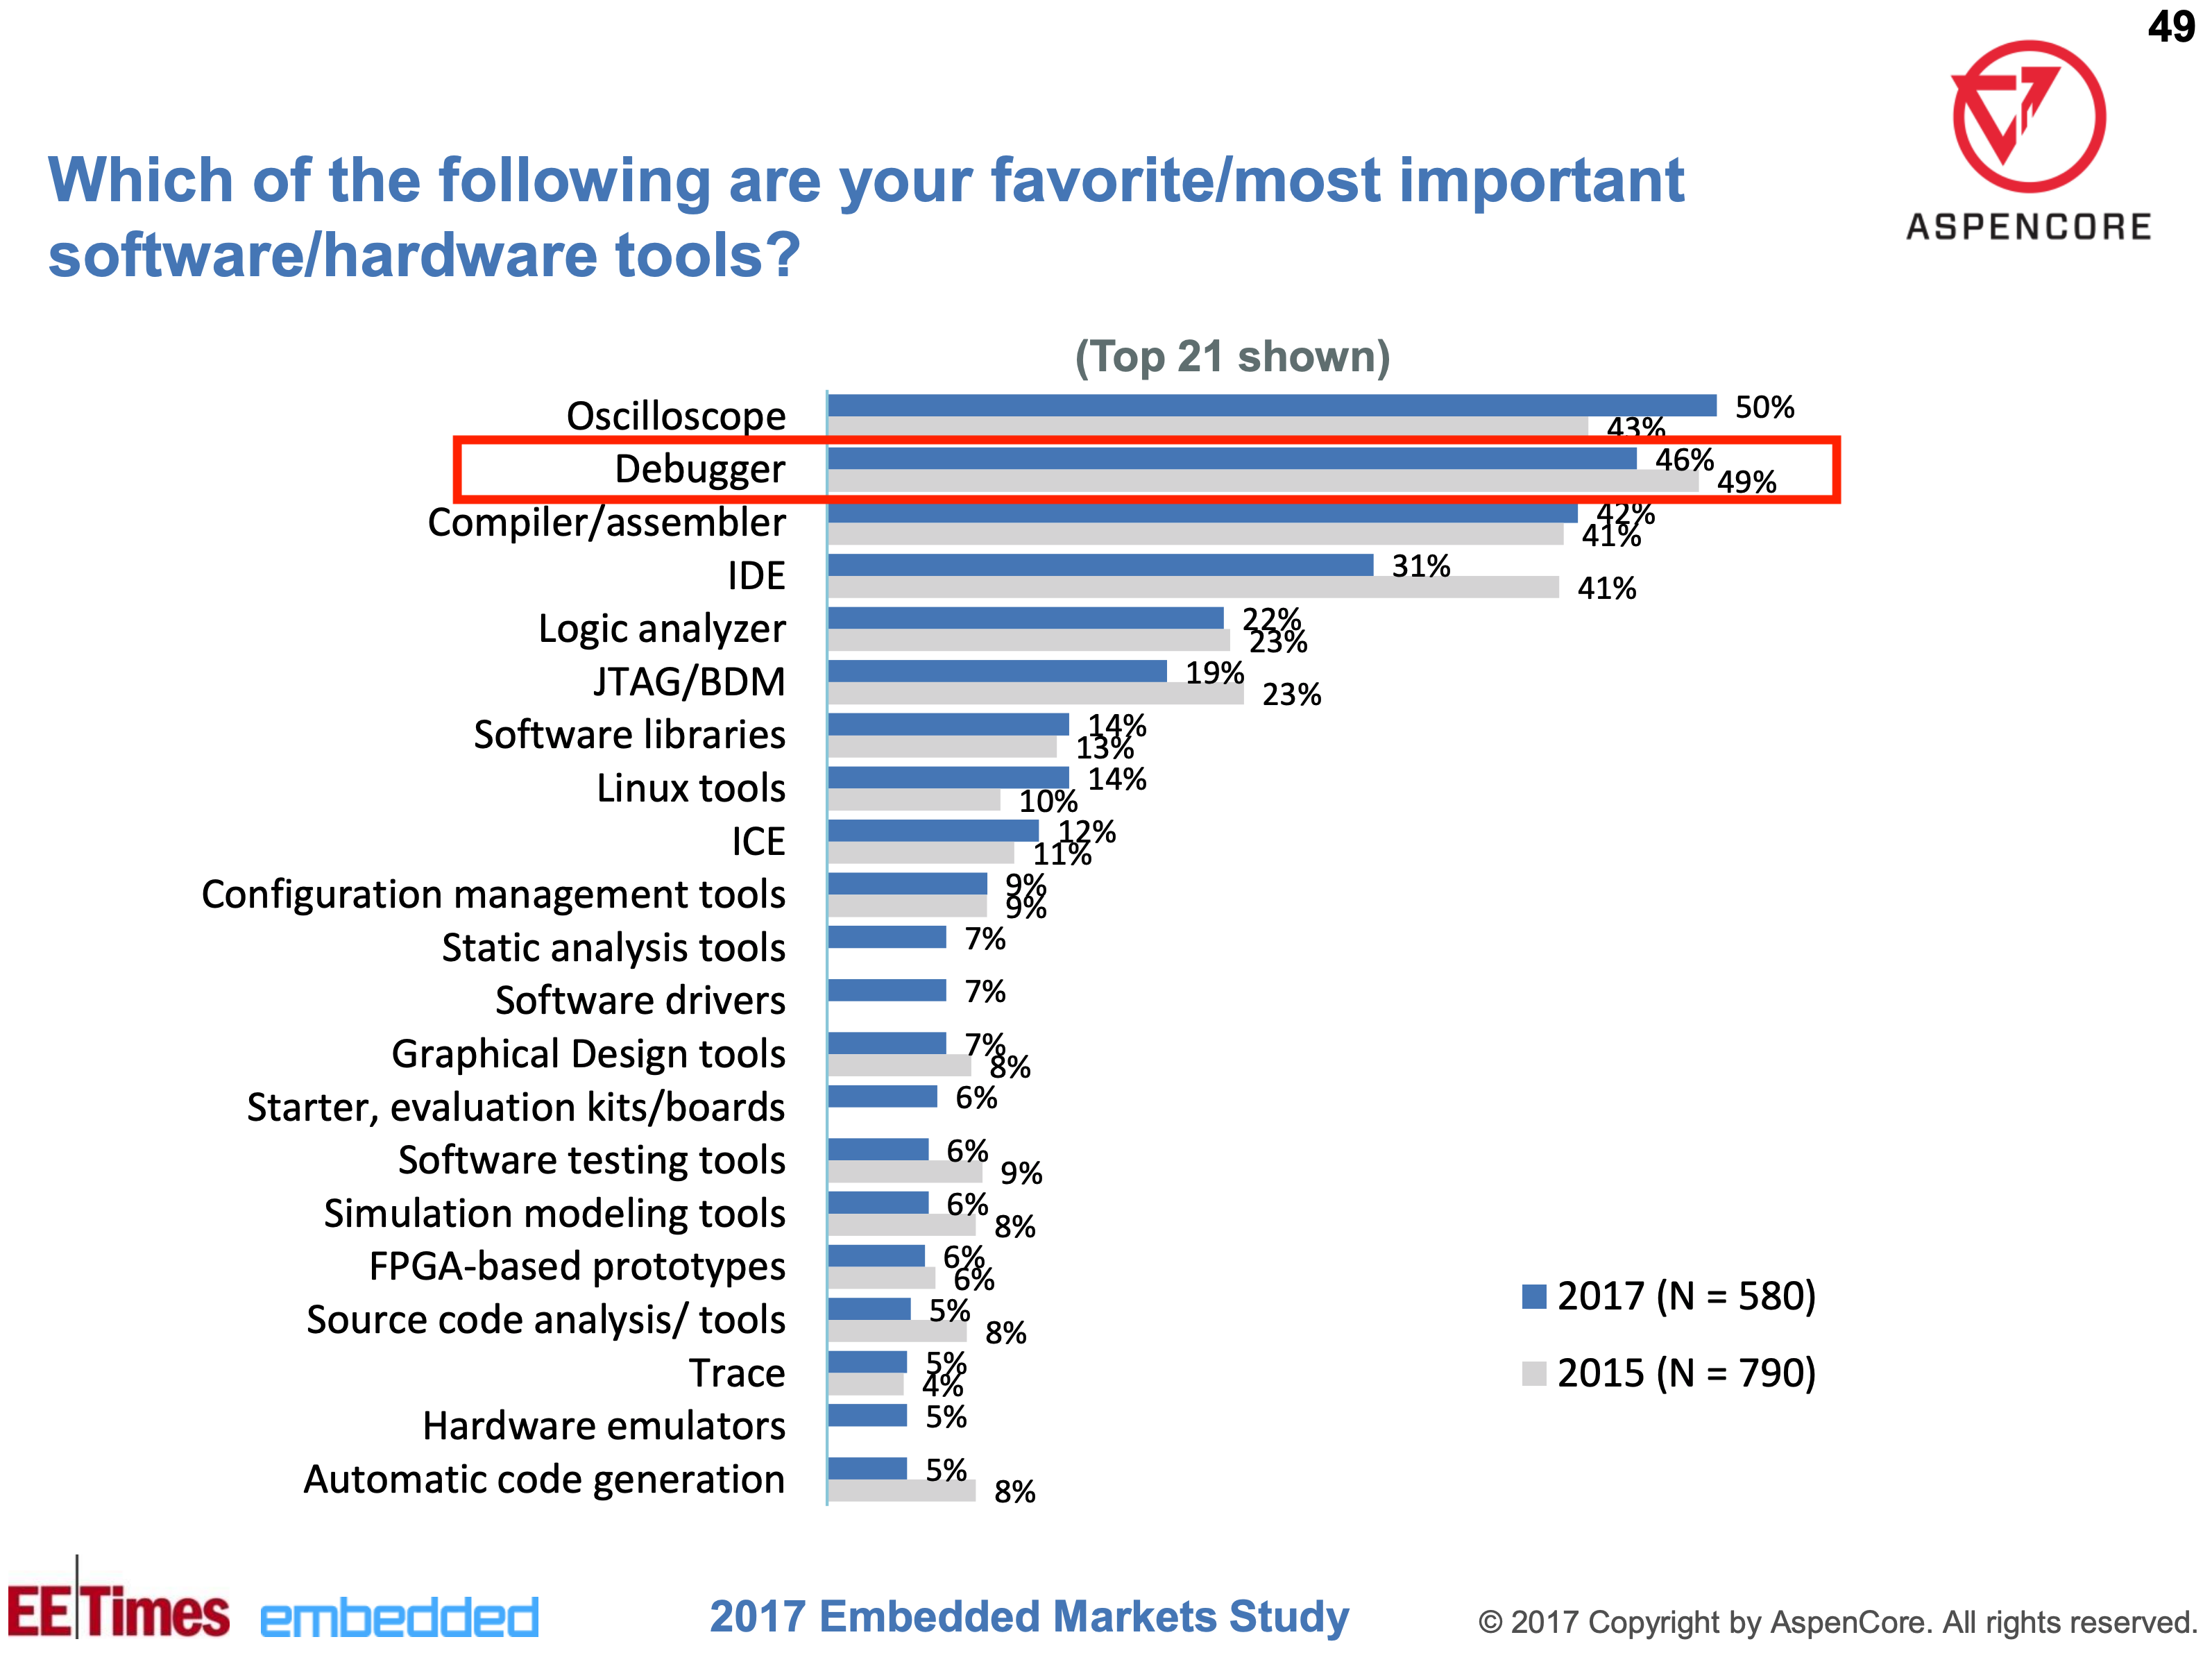 49
ASPENCORE
Which of the following are your favorite/most important
software/hardware tools?
(Top 21 shown)
Oscilloscope 50%
43%
Debugger 46%
49%
Compiler/assembler 42%
41%
IDE 31%
41%
Logic analyzer 22%
23%
JTAG/BDM 19%
23%
Software libraries 14%
13%
Linux tools 14%
10%
ICE 12%
11%
Configuration management tools 9%
9%
Static analysis tools 7%
Software drivers 7%
Graphical Design tools 7%
8%
Starter, evaluation kits/boards 6%
Software testing tools 6%
9%
Simulation modeling tools 6%
8%
FPGA-based prototypes 6%
6%
Source code analysis/ tools 5%
8%
Trace 5%
4%
Hardware emulators 5%
Automatic code generation 5%
8%
2017 (N = 580)
2015 (N = 790)
EE Times embedded 2017 Embedded Markets Study © 2017 Copyright by AspenCore. All rights reserved.